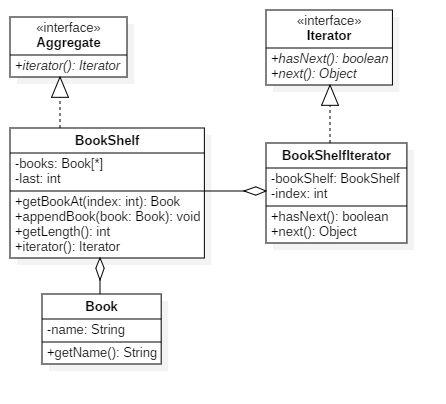 «interface»
Aggregate
+iterator(): Iterator
«interface»
Iterator
+hasNext(): boolean
+next(): Object
BookShelf
-books: Book[*]
-last: int
+getBookAt(index: int): Book
+appendBook(book: Book): void
+getLength(): int
+iterator(): Iterator
BookShelfIterator
-bookShelf: BookShelf
-index: int
+hasNext(): boolean
+next(): Object
Book
-name: String
+getName(): String